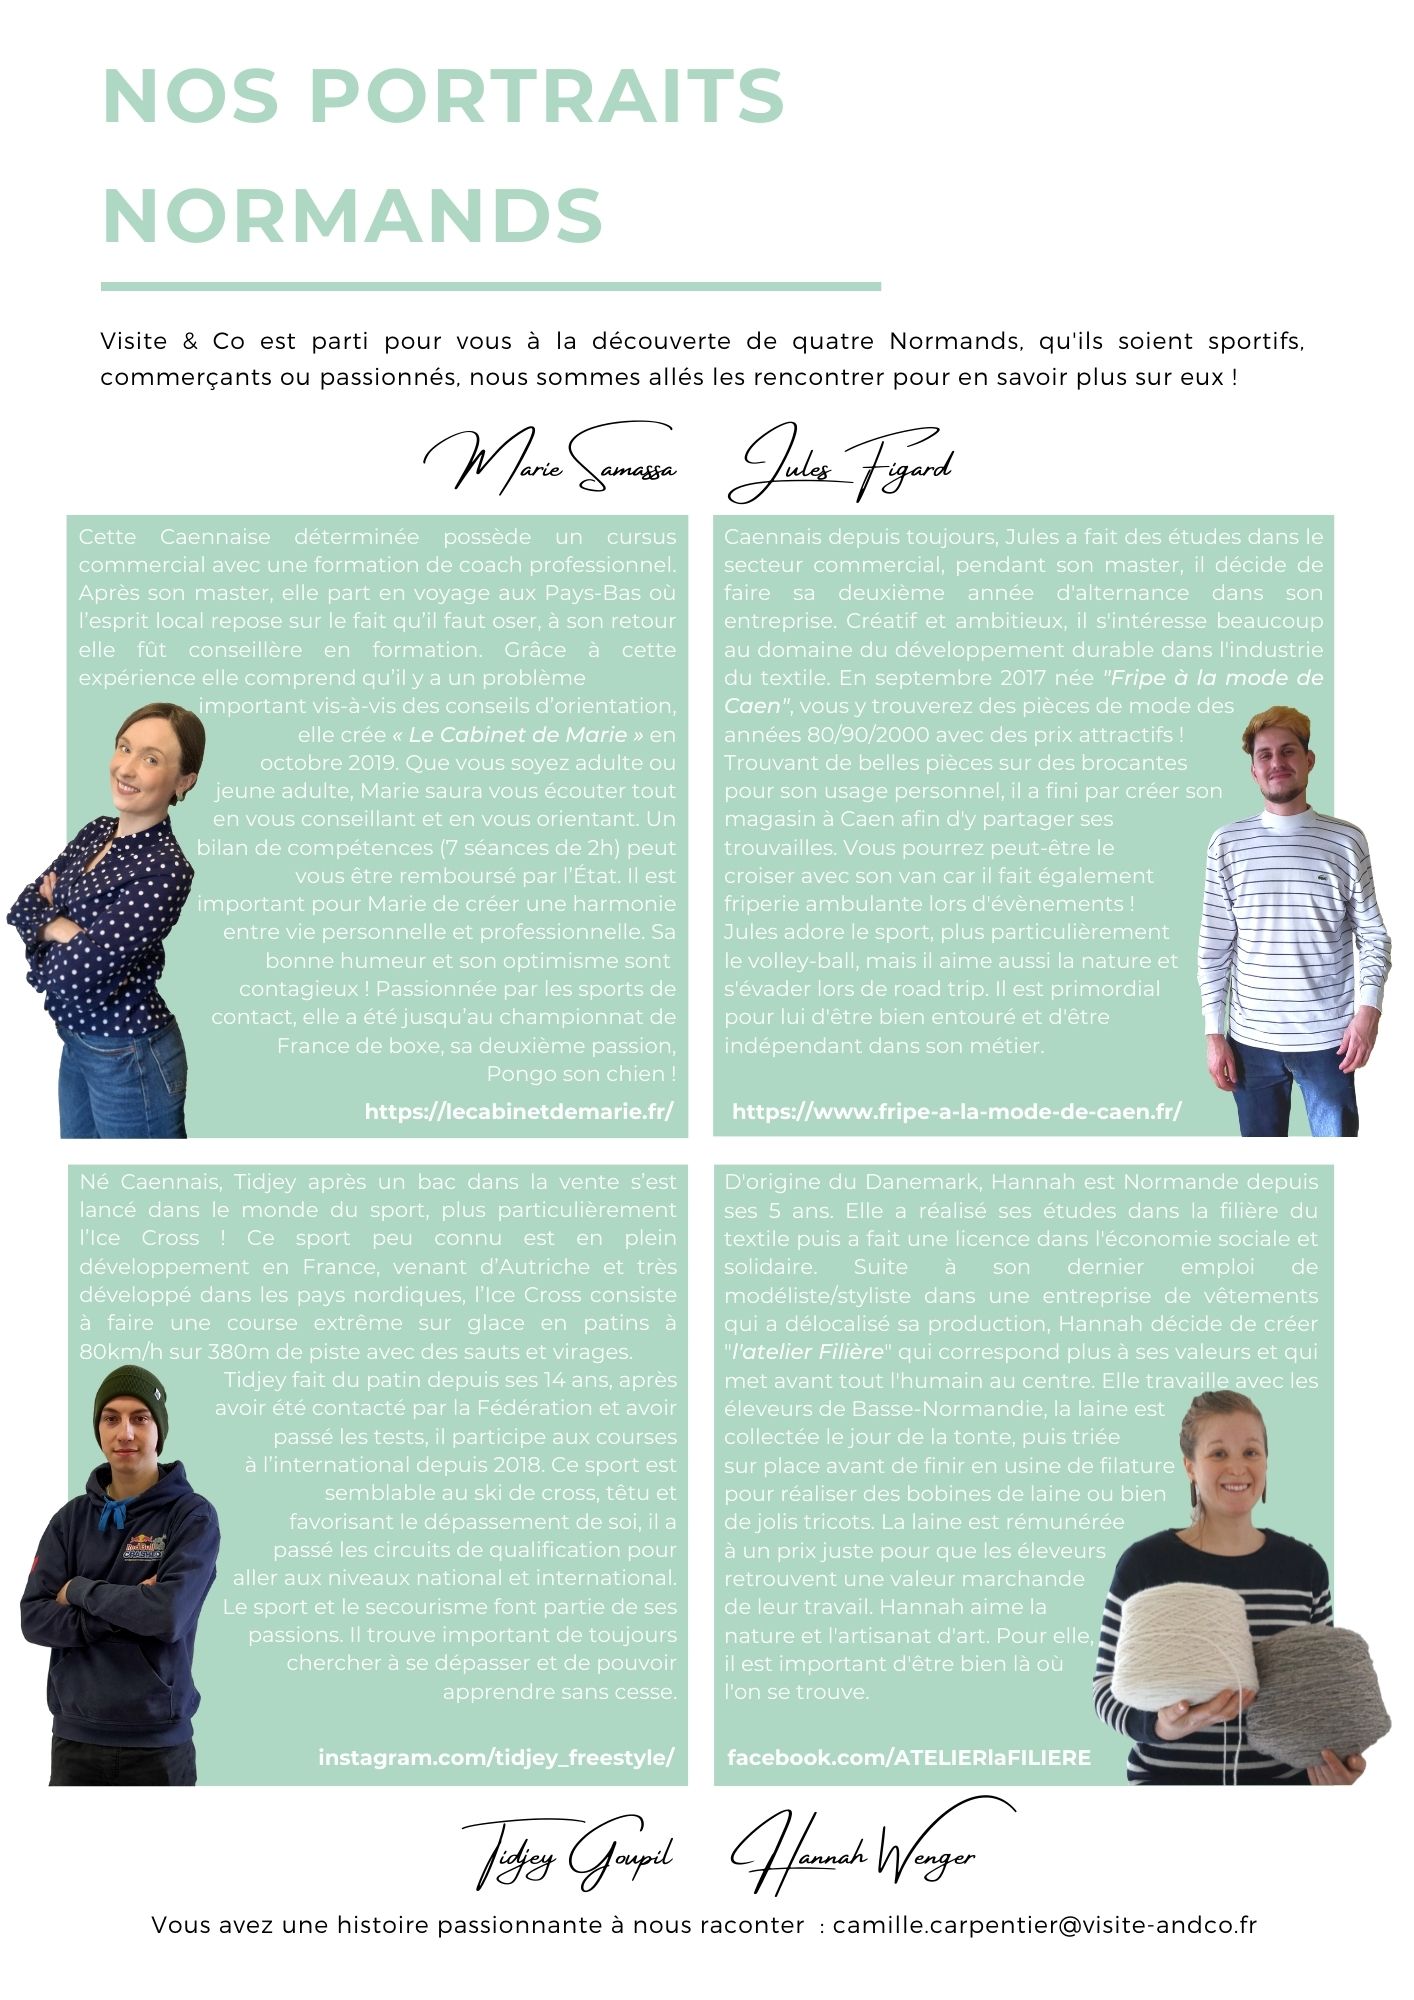 NOS PORTRAITS
NORMANDS
Visite & Co est parti pour vous à la découverte de quatre Normands, qu'ils soient sportifs,
commerçants ou passionnés, nous sommes allés les rencontrer pour en savoir plus sur eux !
Marie Samassa
Jules Figard
Cette Caennaise déterminée possède un cursus
commercial avec une formation de coach professionnel.
Après son master, elle part en voyage aux Pays-Bas où
l’esprit local repose sur le fait qu’il faut oser, à son retour
elle fût conseillère en formation. Grâce à cette
expérience elle comprend qu’il y a un problème
important vis-à-vis des conseils d’orientation,
elle crée « Le Cabinet de Marie » en
octobre 2019. Que vous soyez adulte ou
jeune adulte, Marie saura vous écouter tout
en vous conseillant et en vous orientant. Un
bilan de compétences (7 séances de 2h) peut
vous être remboursé par l’État. Il est
important pour Marie de créer une harmonie
entre vie personnelle et professionnelle. Sa
bonne humeur et son optimisme sont
contagieux ! Passionnée par les sports de
contact, elle a été jusqu’au championnat de
France de boxe, sa deuxième passion,
Pongo son chien !
https://lecabinetdemarie.fr/
Caennais depuis toujours, Jules a fait des études dans le
secteur commercial, pendant son master, il décide de
faire sa deuxième année d'alternance dans son
entreprise. Créatif et ambitieux, il s'intéresse beaucoup
au domaine du développement durable dans l'industrie
du textile. En septembre 2017 née "Fripe à la mode de
Caen", vous y trouverez des pièces de mode des
années 80/90/2000 avec des prix attractifs !
Trouvant de belles pièces sur des brocantes
pour son usage personnel, il a fini par créer son
magasin à Caen afin d'y partager ses
trouvailles. Vous pourrez peut-être le
croiser avec son van car il fait également
friperie ambulante lors d'évènements !
Jules adore le sport, plus particulièrement
le volley-ball, mais il aime aussi la nature et
s'évader lors de road trip. Il est primordial
pour lui d'être bien entouré et d'être
indépendant dans son métier.
https://www.fripe-a-la-mode-de-caen.fr/
Né Caennais, Tidjey après un bac dans la vente s’est
lancé dans le monde du sport, plus particulièrement
l’Ice Cross ! Ce sport peu connu est en plein
développement en France, venant d’Autriche et très
développé dans les pays nordiques, l’Ice Cross consiste
à faire une course extrême sur glace en patins à
80km/h sur 380m de piste avec des sauts et virages.
Tidjey fait du patin depuis ses 14 ans, après
avoir été contacté par la Fédération et avoir
passé les tests, il participe aux courses
à l’international depuis 2018. Ce sport est
semblable au ski de cross, têtu et
favorisant le dépassement de soi, il a
passé les circuits de qualification pour
aller aux niveaux national et international.
Le sport et le secourisme font partie de ses
passions. Il trouve important de toujours
chercher à se dépasser et de pouvoir
apprendre sans cesse.
instagram.com/tidjey_freestyle/
D'origine du Danemark, Hannah est Normande depuis
ses 5 ans. Elle a réalisé ses études dans la filière du
textile puis a fait une licence dans l'économie sociale et
solidaire. Suite à son dernier emploi de
modéliste/styliste dans une entreprise de vêtements
qui a délocalisé sa production, Hannah décide de créer
"l'atelier Filière" qui correspond plus à ses valeurs et qui
met avant tout l'humain au centre. Elle travaille avec les
éleveurs de Basse-Normandie, la laine est
collectée le jour de la tonte, puis triée
sur place avant de finir en usine de filature
pour réaliser des bobines de laine ou bien
de jolis tricots. La laine est rémunérée
à un prix juste pour que les éleveurs
retrouvent une valeur marchande
de leur travail. Hannah aime la
nature et l'artisanat d'art. Pour elle,
il est important d'être bien là où
l'on se trouve.
facebook.com/ATELIERlaFILIERE
Tidjey Goupil
Hannah Wenger
Vous avez une histoire passionnante à nous raconter : camille.carpentier@visite-andco.fr